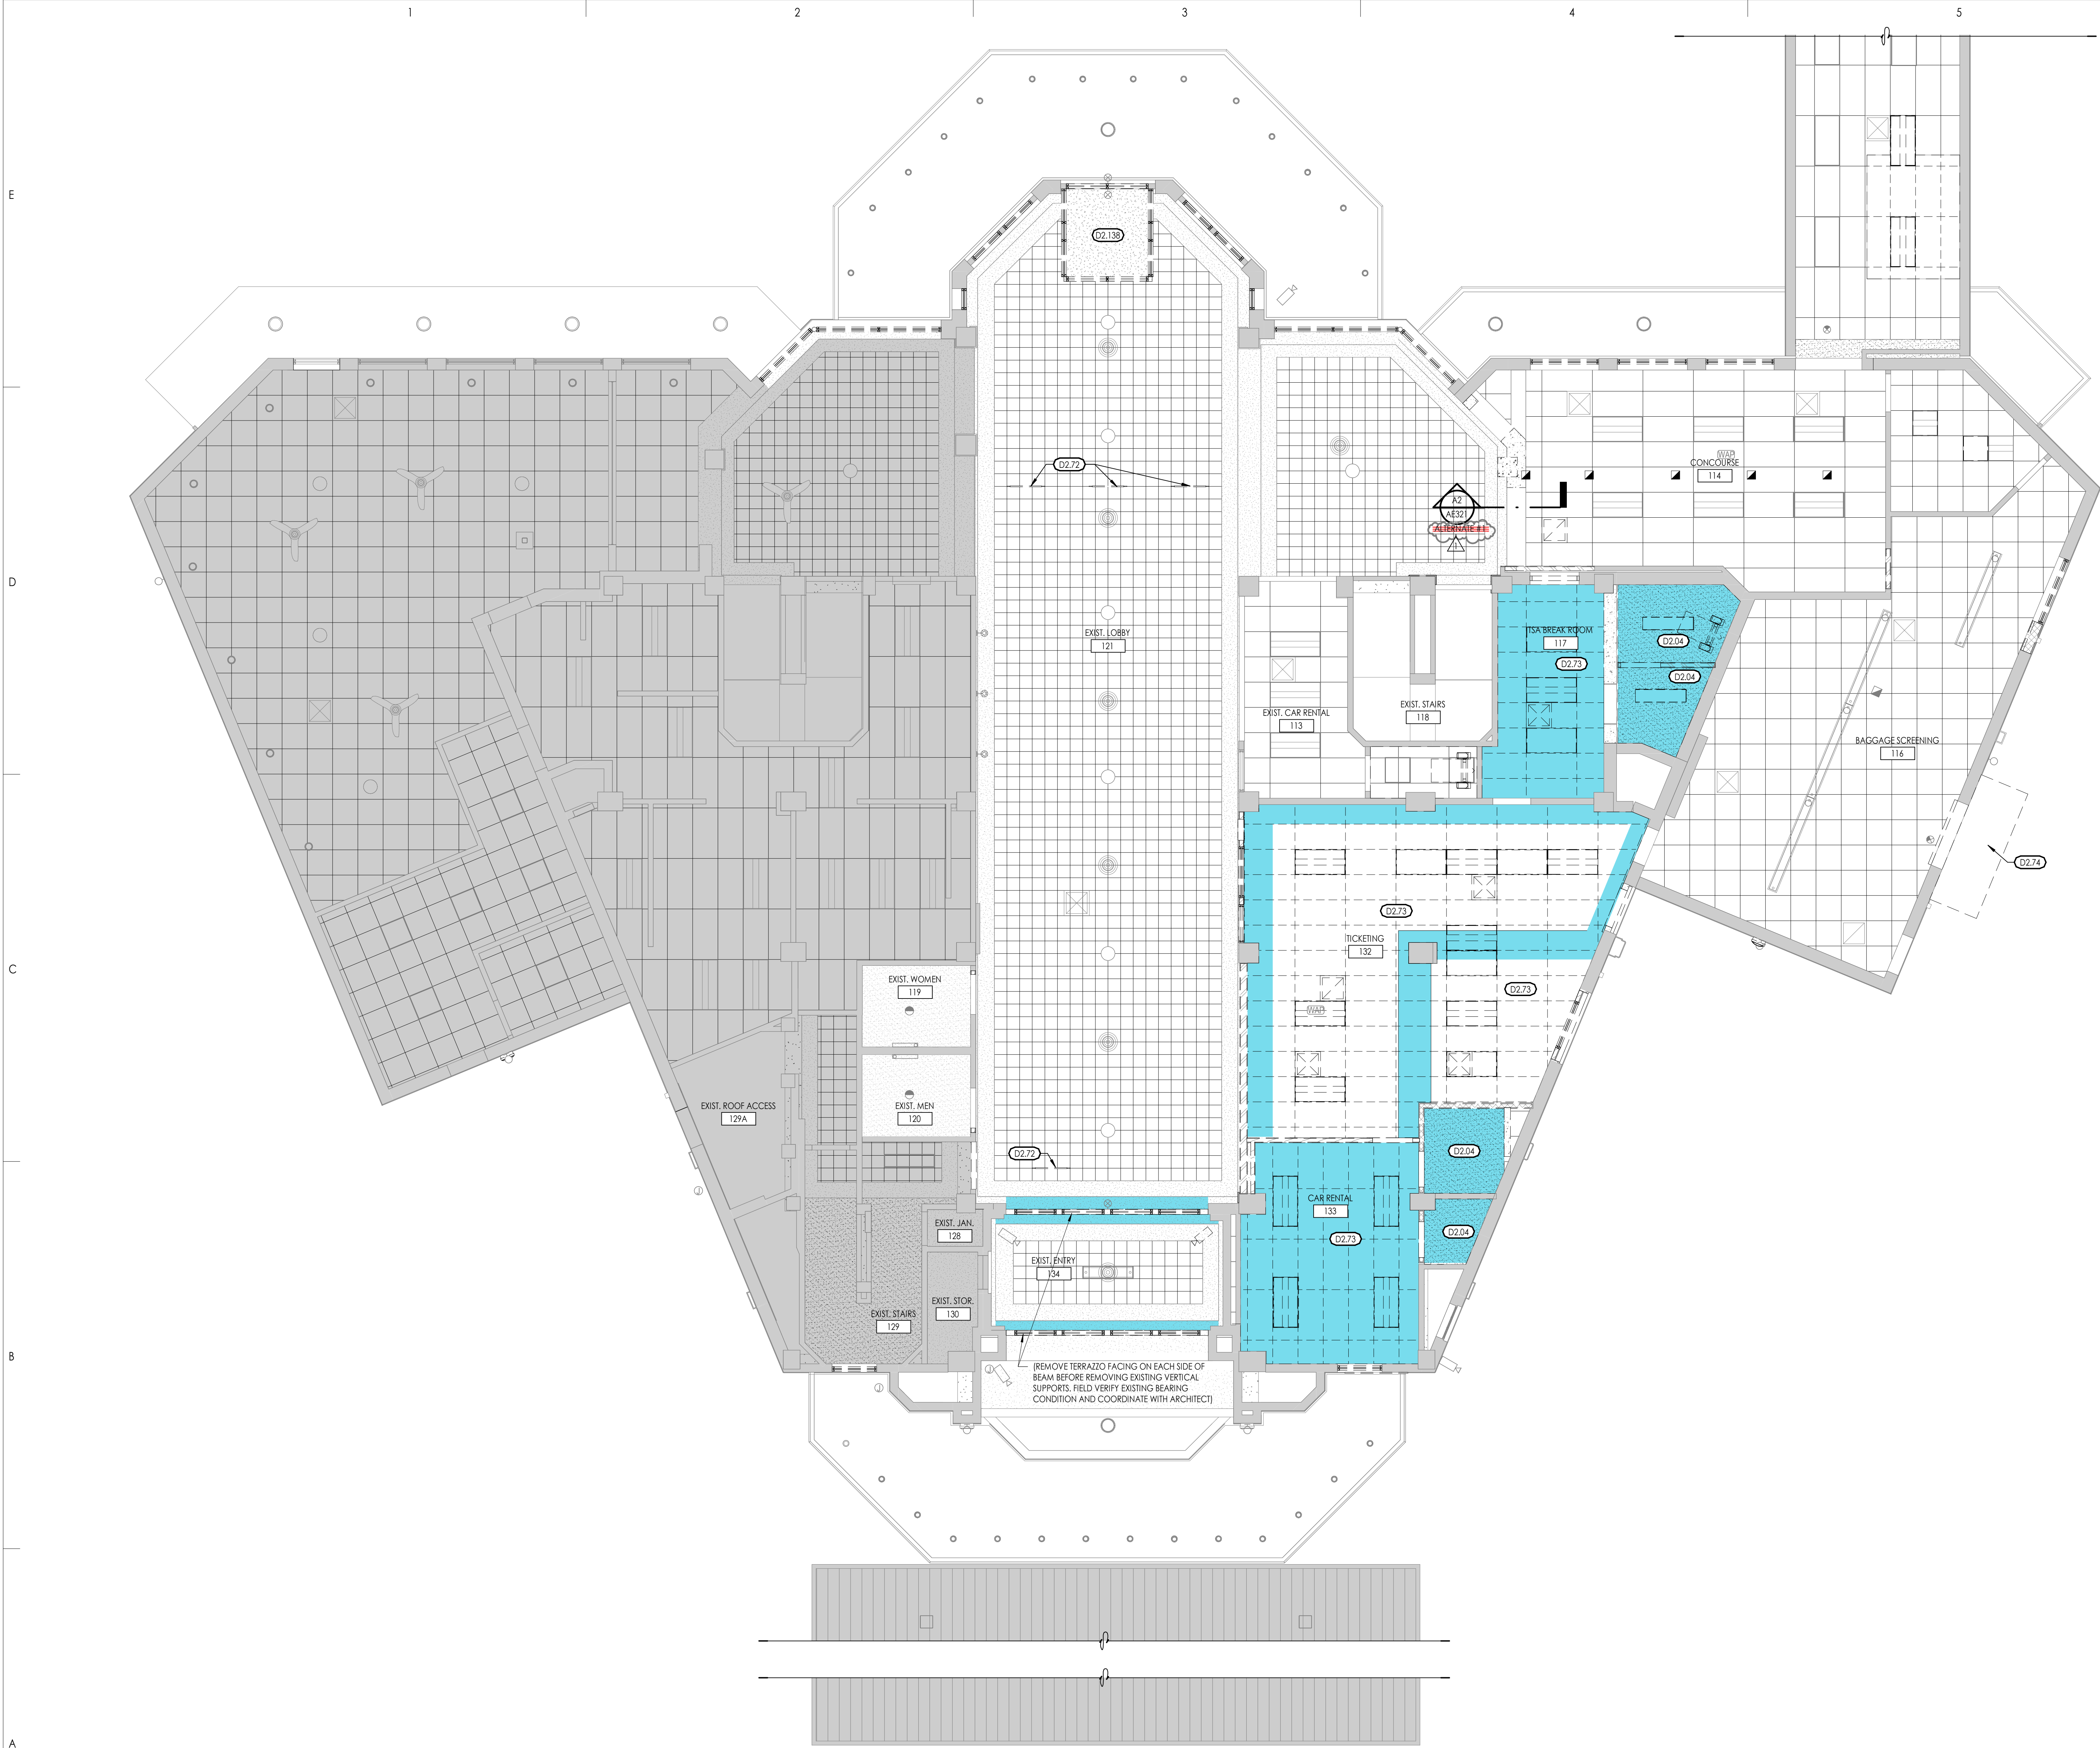 1 2 3 4 5
E
D2.138
D2.72
WAP
CONCOURSE
114
A2
AE321
ALTERNATE #1
1
D
EXIST. LOBBY
121
TSA BREAK ROOM
117
D2.04
D2.73
D2.04
EXIST. CAR RENTAL
113
EXIST. STAIRS
118
BAGGAGE SCREENING
116
D2.74
D2.73
TICKETING
132
C
EXIST. WOMEN
119
D2.73
WAP
EXIST. ROOF ACCESS
129A
EXIST. MEN
120
D2.72
D2.04
CAR RENTAL
133
EXIST. JAN.
128
D2.04
D2.73
EXIST. ENTRY
134
EXIST. STOR.
130
EXIST. STAIRS
129
B
(REMOVE TERRAZZO FACING ON EACH SIDE OF
BEAM BEFORE REMOVING EXISTING VERTICAL
SUPPORTS. FIELD VERIFY EXISTING BEARING
CONDITION AND COORDINATE WITH ARCHITECT)
A